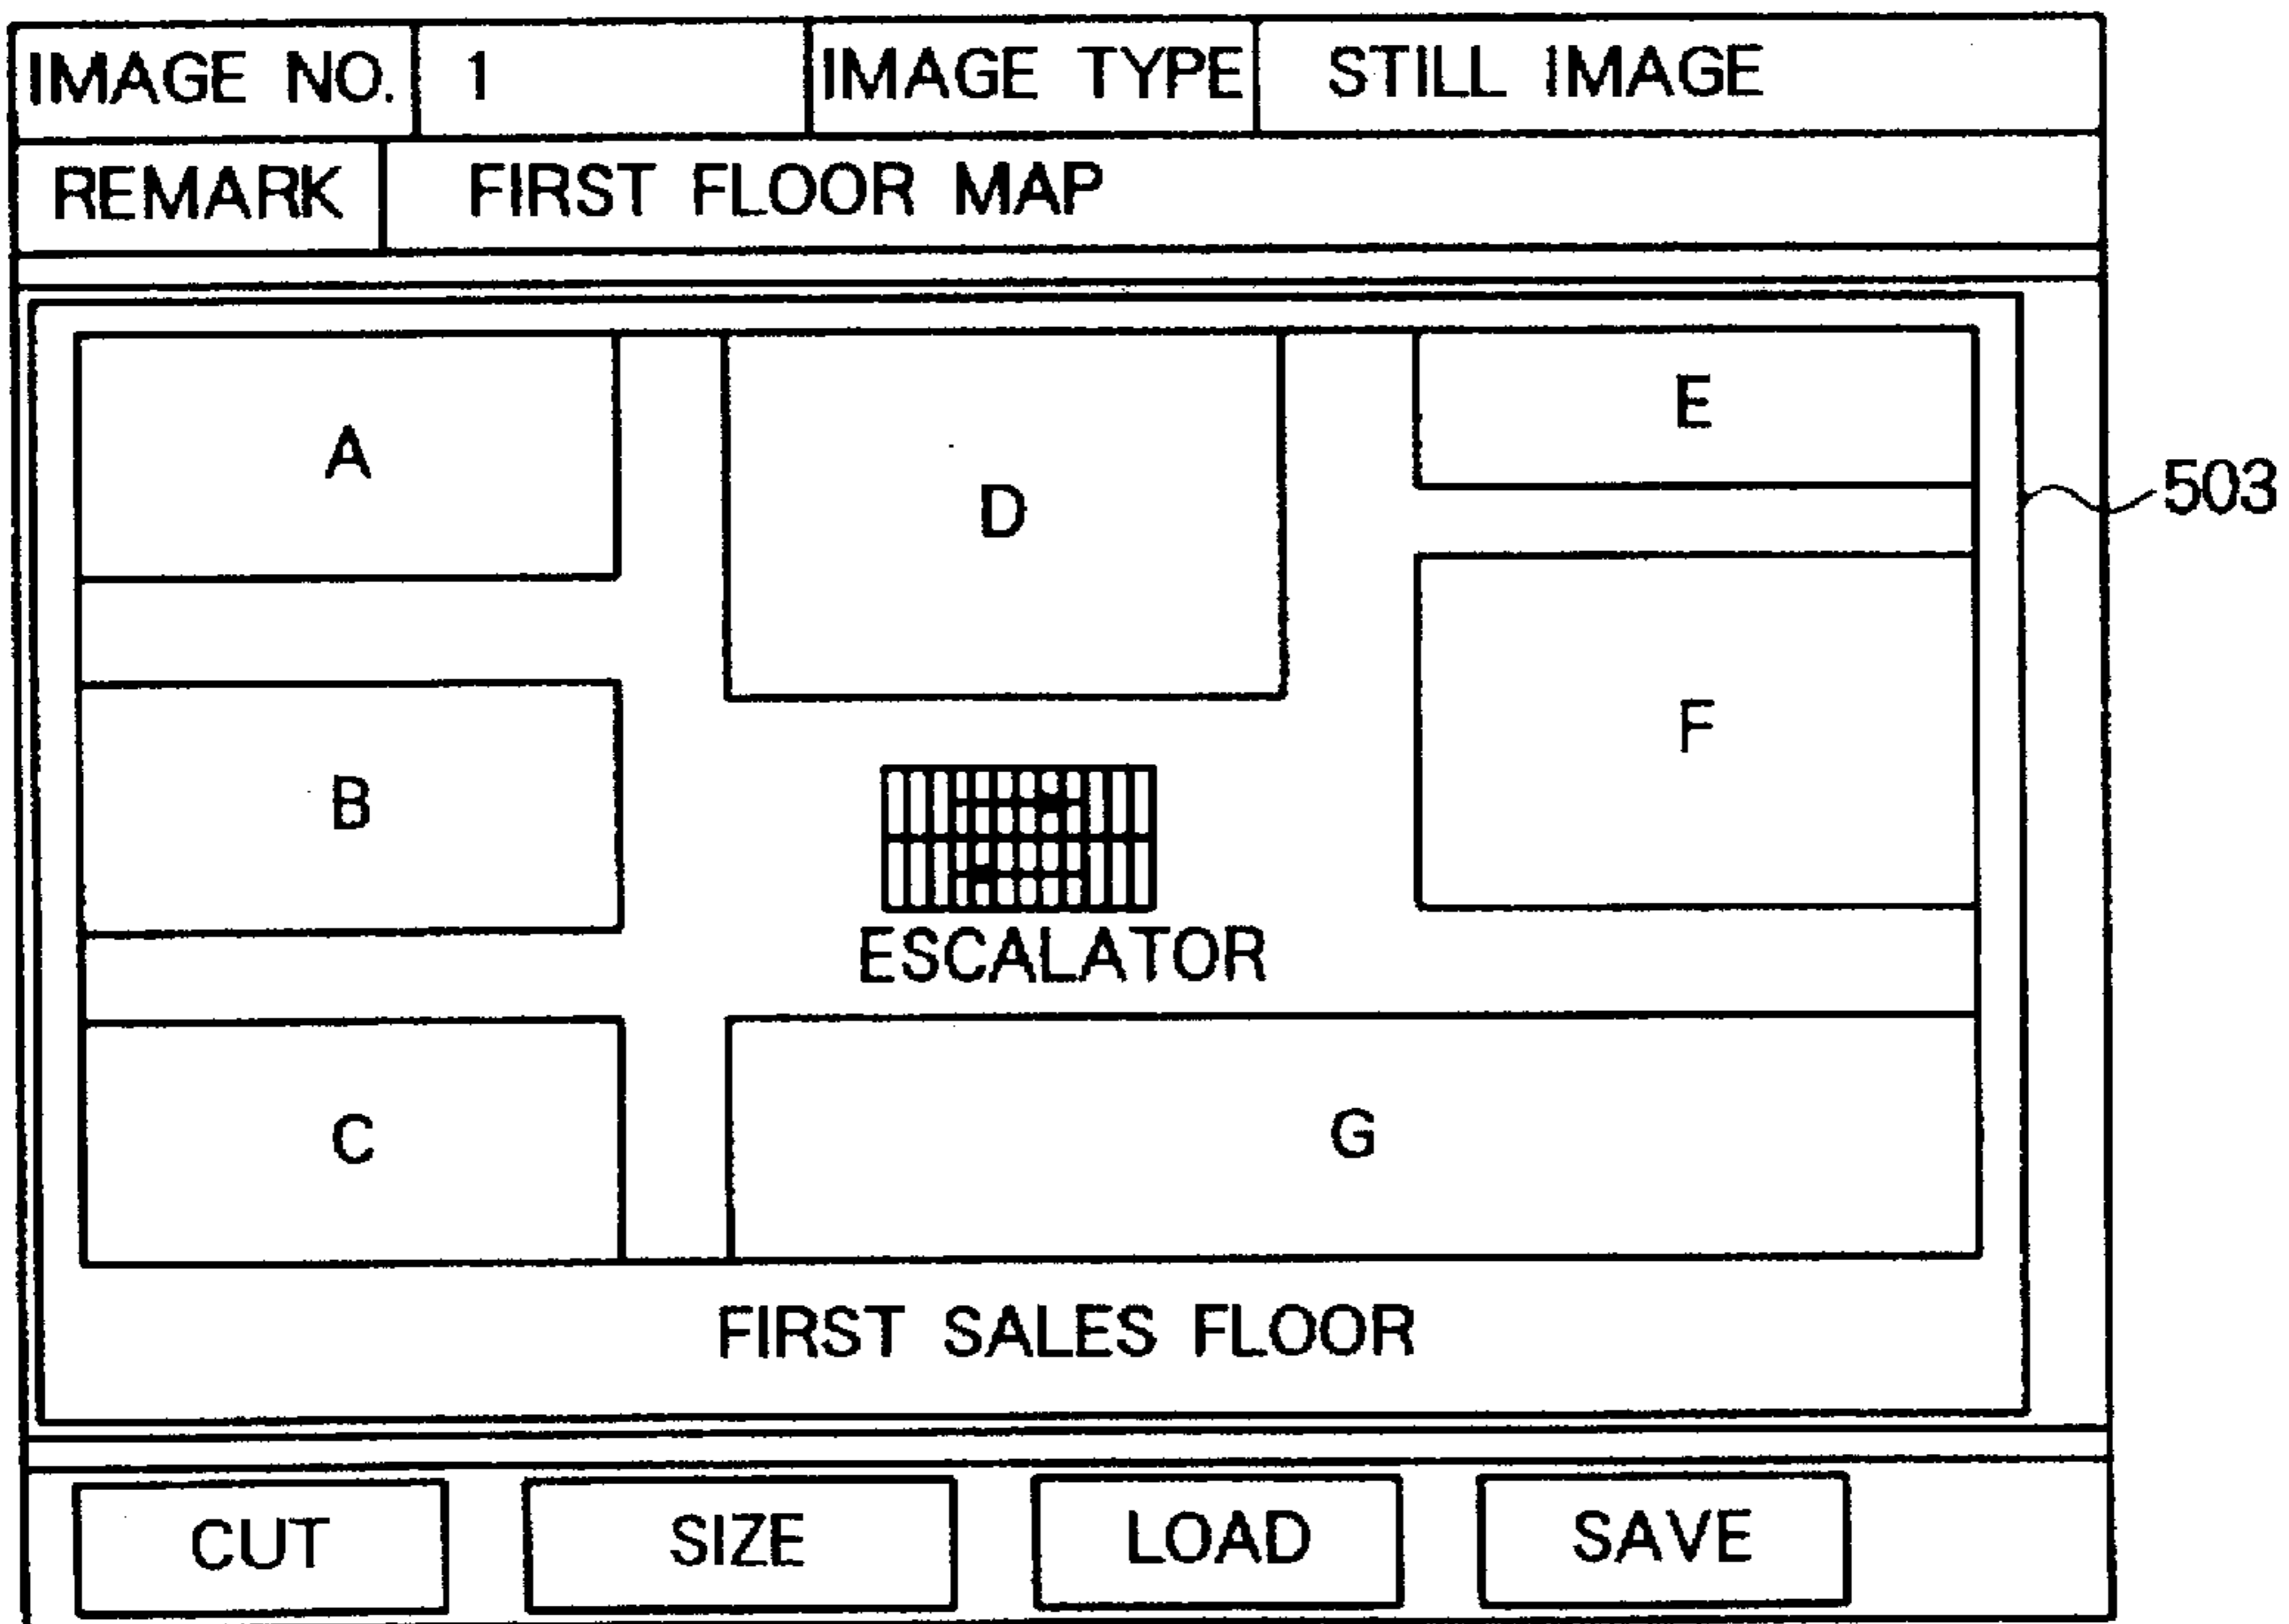 IMAGE NO. 1 IMAGE TYPE STILL IMAGE
REMARK FIRST FLOOR MAP
A
D
E
503
B
F
ESCALATOR
C
G
FIRST SALES FLOOR
CUT SIZE LOAD SAVE